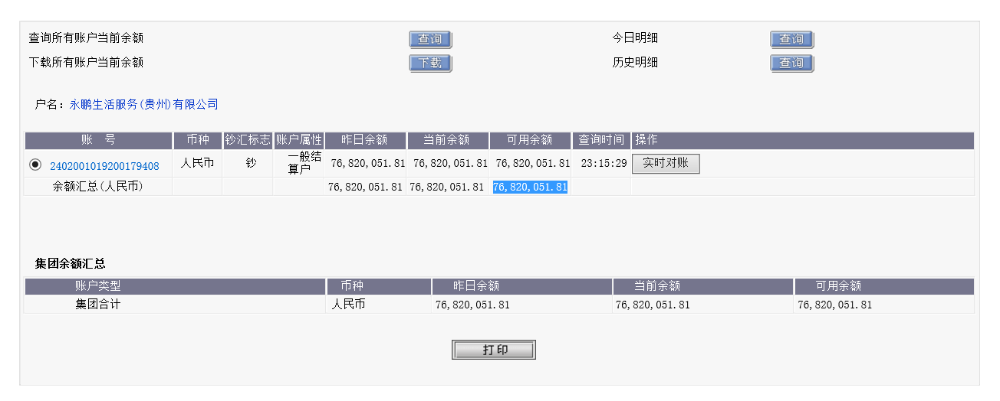 查询所有账户当前余额 查询 今日明细 查询
下载所有账户当前余额 下载 历史明细 查询
户名：永鹏生活服务(贵州)有限公司
账 号 币种 钞汇标志 账户属性 昨日余额 当前余额 可用余额 查询时间 操作
2402001019200179408 人民币 钞 一般结算户 76,820,051.81 76,820,051.81 76,820,051.81 23:15:29 实时对账
余额汇总(人民币) 76,820,051.81 76,820,051.81 76,820,051.81
集团余额汇总
账户类型 币种 昨日余额 当前余额 可用余额
集团合计 人民币 76,820,051.81 76,820,051.81 76,820,051.81
打印